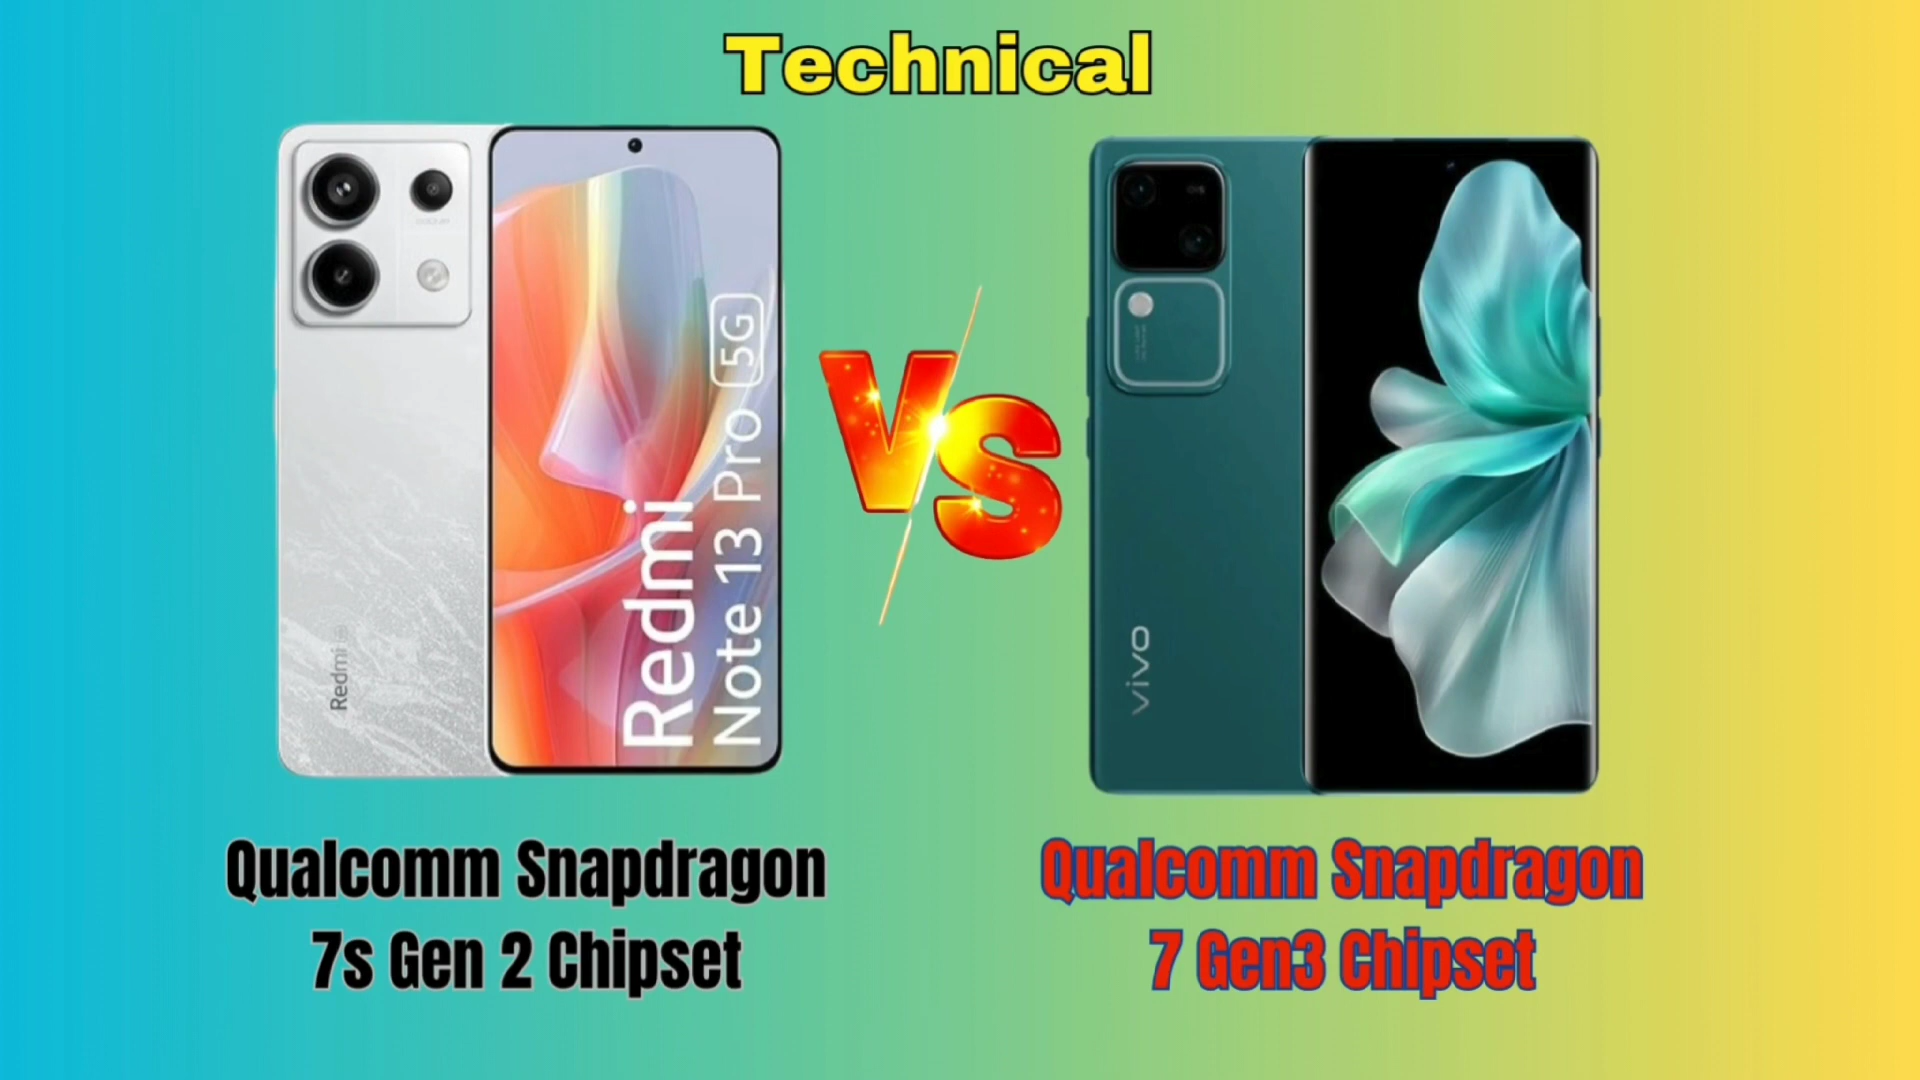 Technical
Redmi
Redmi
Note 13 Pro 5G
VS
vivo
Qualcomm Snapdragon
7s Gen 2 Chipset
Qualcomm Snapdragon
7 Gen3 Chipset